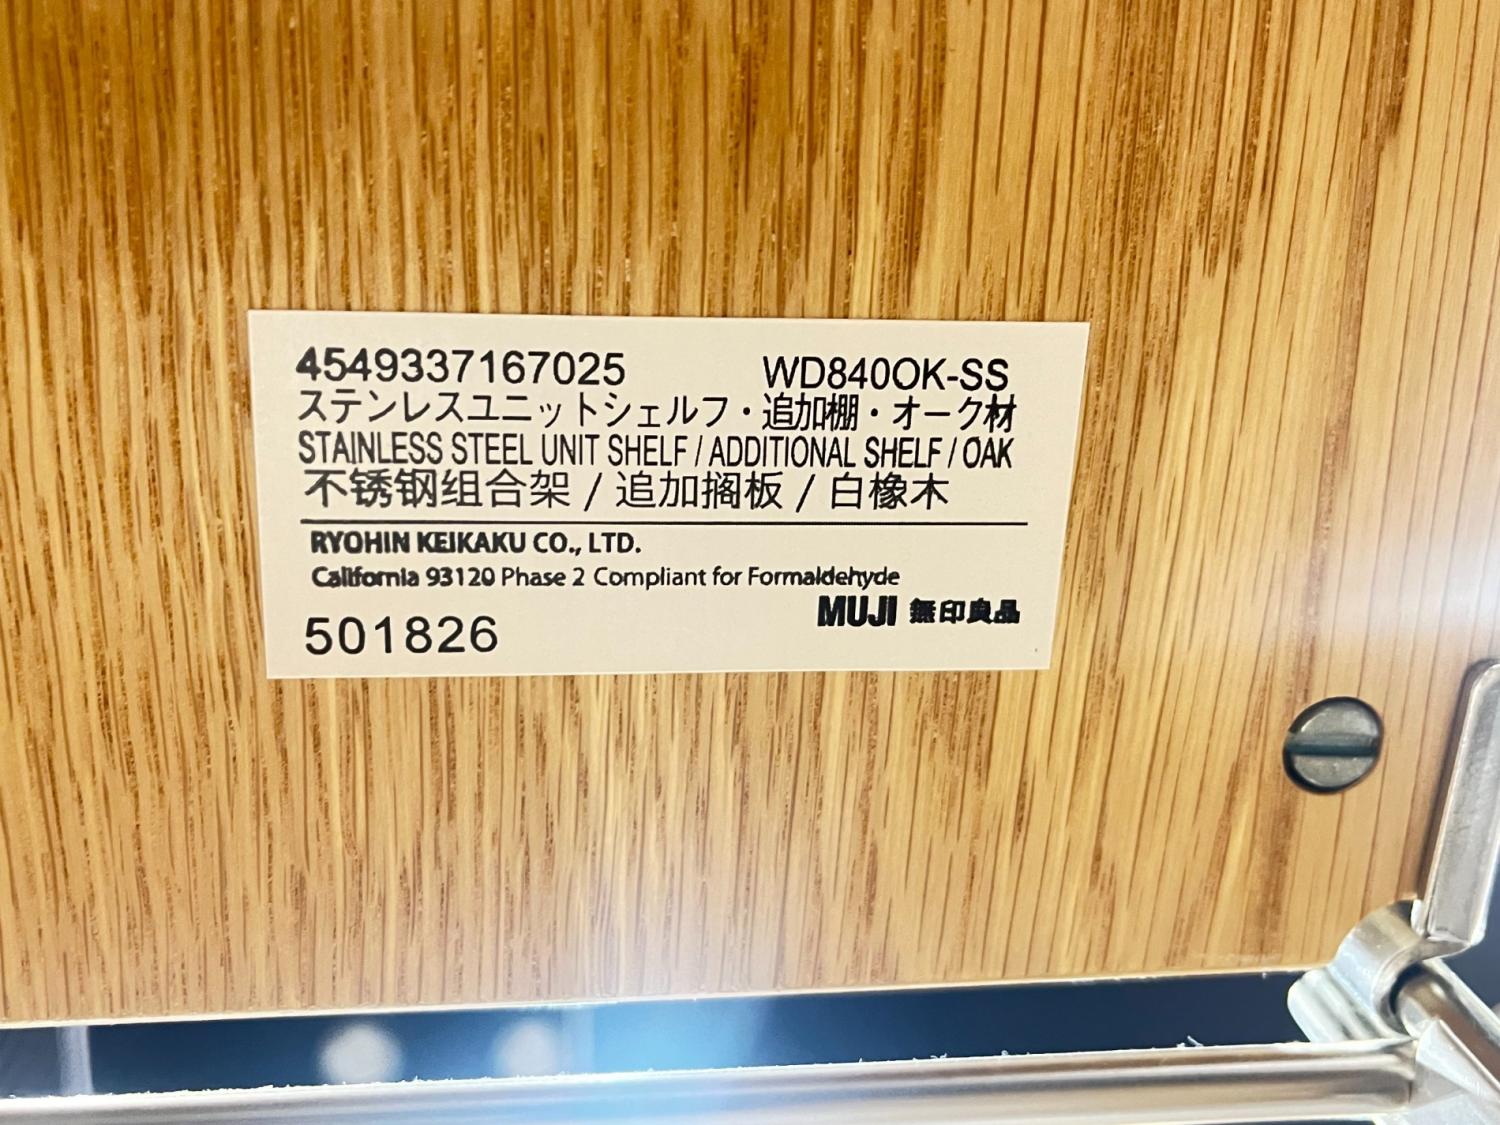 4549337167025 WD840OK-SS
ステンレスユニットシェルフ・追加棚・オーク材
STAINLESS STEEL UNIT SHELF / ADDITIONAL SHELF / OAK
不锈钢组合架 / 追加搁板 / 白橡木
RYOHIN KEIKAKU CO., LTD.
California 93120 Phase 2 Compliant for Formaldehyde
MUJI 無印良品
501826